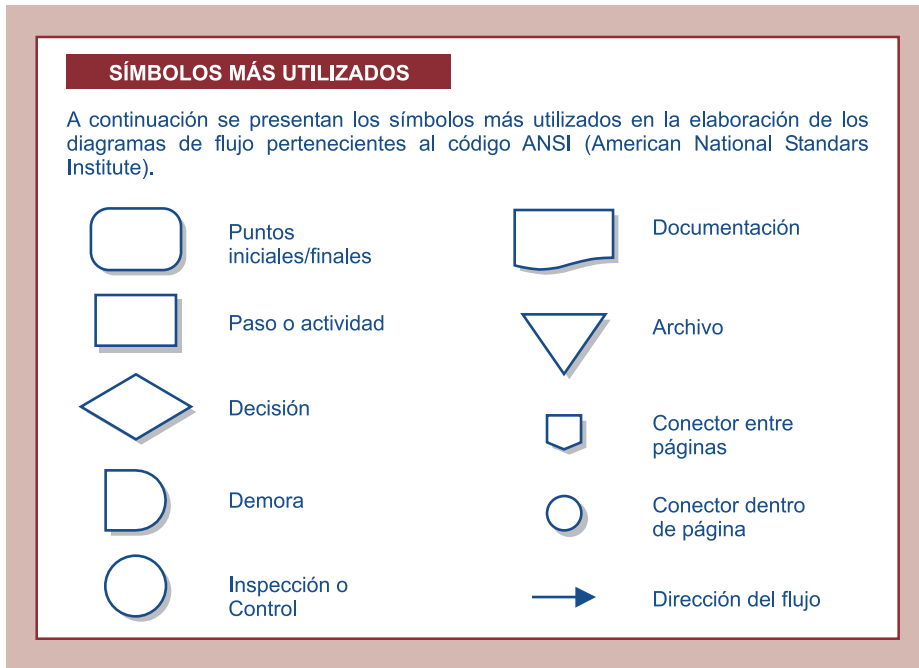 SÍMBOLOS MÁS UTILIZADOS
A continuación se presentan los símbolos más utilizados en la elaboración de los
diagramas de flujo pertenecientes al código ANSI (American National Standars
Institute).
Puntos
iniciales/finales
Paso o actividad
Decisión
Demora
Inspección o
Control
Documentación
Archivo
Conector entre
páginas
Conector dentro
de página
Dirección del flujo